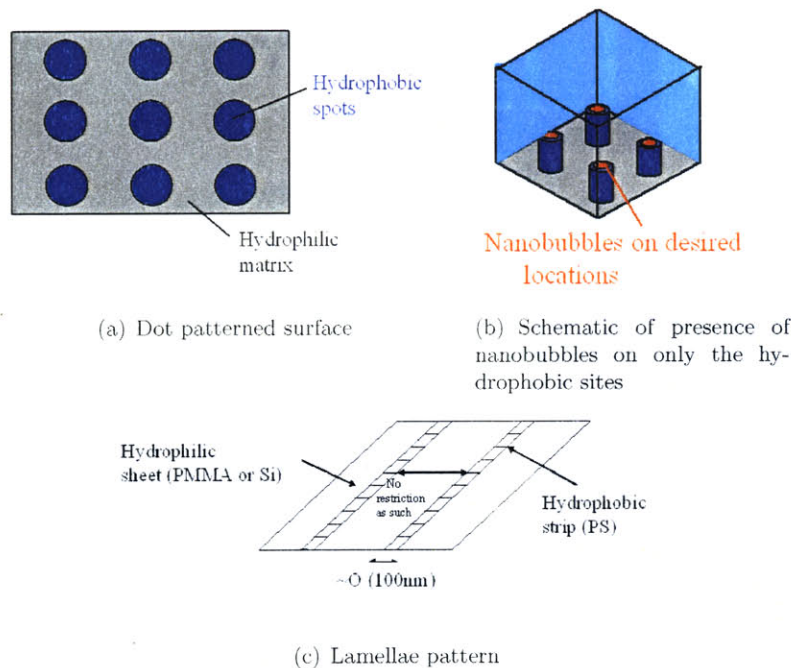 Hydrophobic
spots
Hydrophilic
matrix
Nanobubbles on desired
locations
(a) Dot patterned surface
(b) Schematic of presence of
nanobubbles on only the hy-
drophobic sites
Hydrophilic
sheet (PMMA or Si)
No
restriction
as such
Hydrophobic
strip (PS)
~O (100nm)
(c) Lamellae pattern